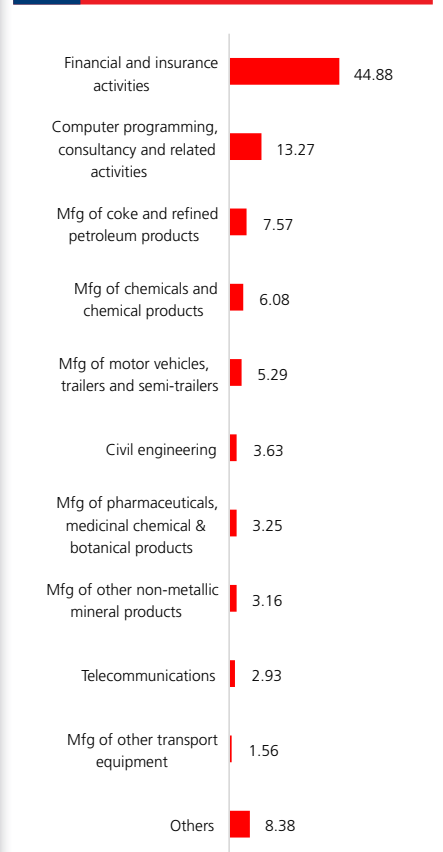 Financial and insurance
activities
44.88
Computer programming,
consultancy and related
activities
13.27
Mfg of coke and refined
petroleum products
7.57
Mfg of chemicals and
chemical products
6.08
Mfg of motor vehicles,
trailers and semi-trailers
5.29
Civil engineering
3.63
Mfg of pharmaceuticals,
medicinal chemical &
botanical products
3.25
Mfg of other non-metallic
mineral products
3.16
Telecommunications
2.93
Mfg of other transport
equipment
1.56
Others
8.38